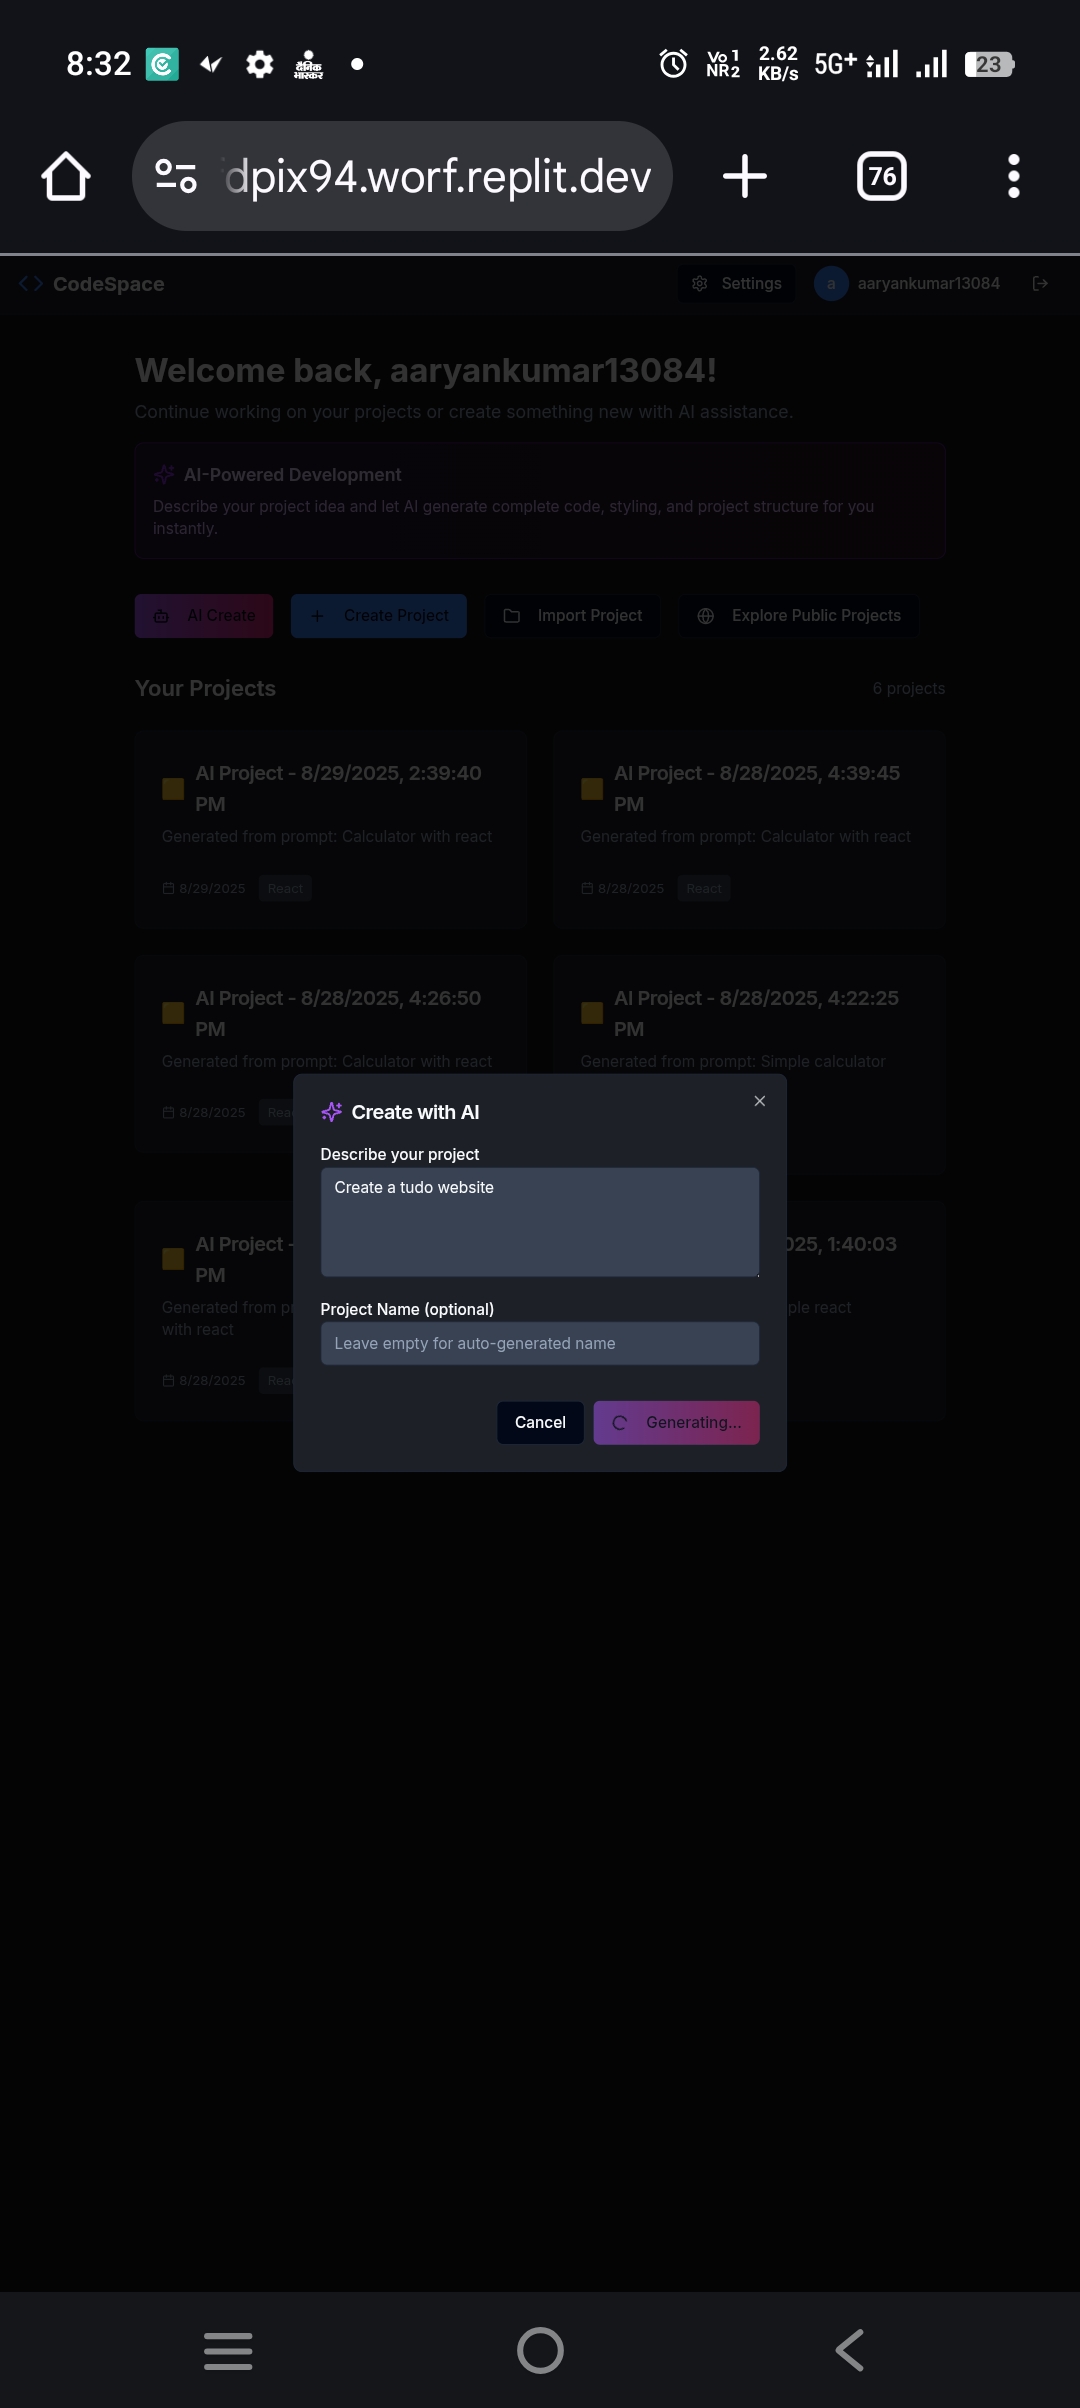 8:32
दैनिक
भास्कर
Vo 1
NR2
2.62
KB/s
5G+
23
dpix94.worf.replit.dev
76
CodeSpace
Settings
a
aaryankumar13084
Welcome back, aaryankumar13084!
Continue working on your projects or create something new with AI assistance.
AI-Powered Development
Describe your project idea and let AI generate complete code, styling, and project structure for you
instantly.
AI Create
Create Project
Import Project
Explore Public Projects
Your Projects
6 projects
AI Project - 8/29/2025, 2:39:40
PM
Generated from prompt: Calculator with react
8/29/2025
React
AI Project - 8/28/2025, 4:39:45
PM
Generated from prompt: Calculator with react
8/28/2025
React
AI Project - 8/28/2025, 4:26:50
PM
Generated from prompt: Calculator with react
8/28/2025
Reac
AI Project - 8/28/2025, 4:22:25
PM
Generated from prompt: Simple calculator
Create with AI
Describe your project
Create a tudo website
Project Name (optional)
Leave empty for auto-generated name
Cancel
Generating...
AI Project -
PM
Generated from pr
with react
8/28/2025
Reac
025, 1:40:03
ple react